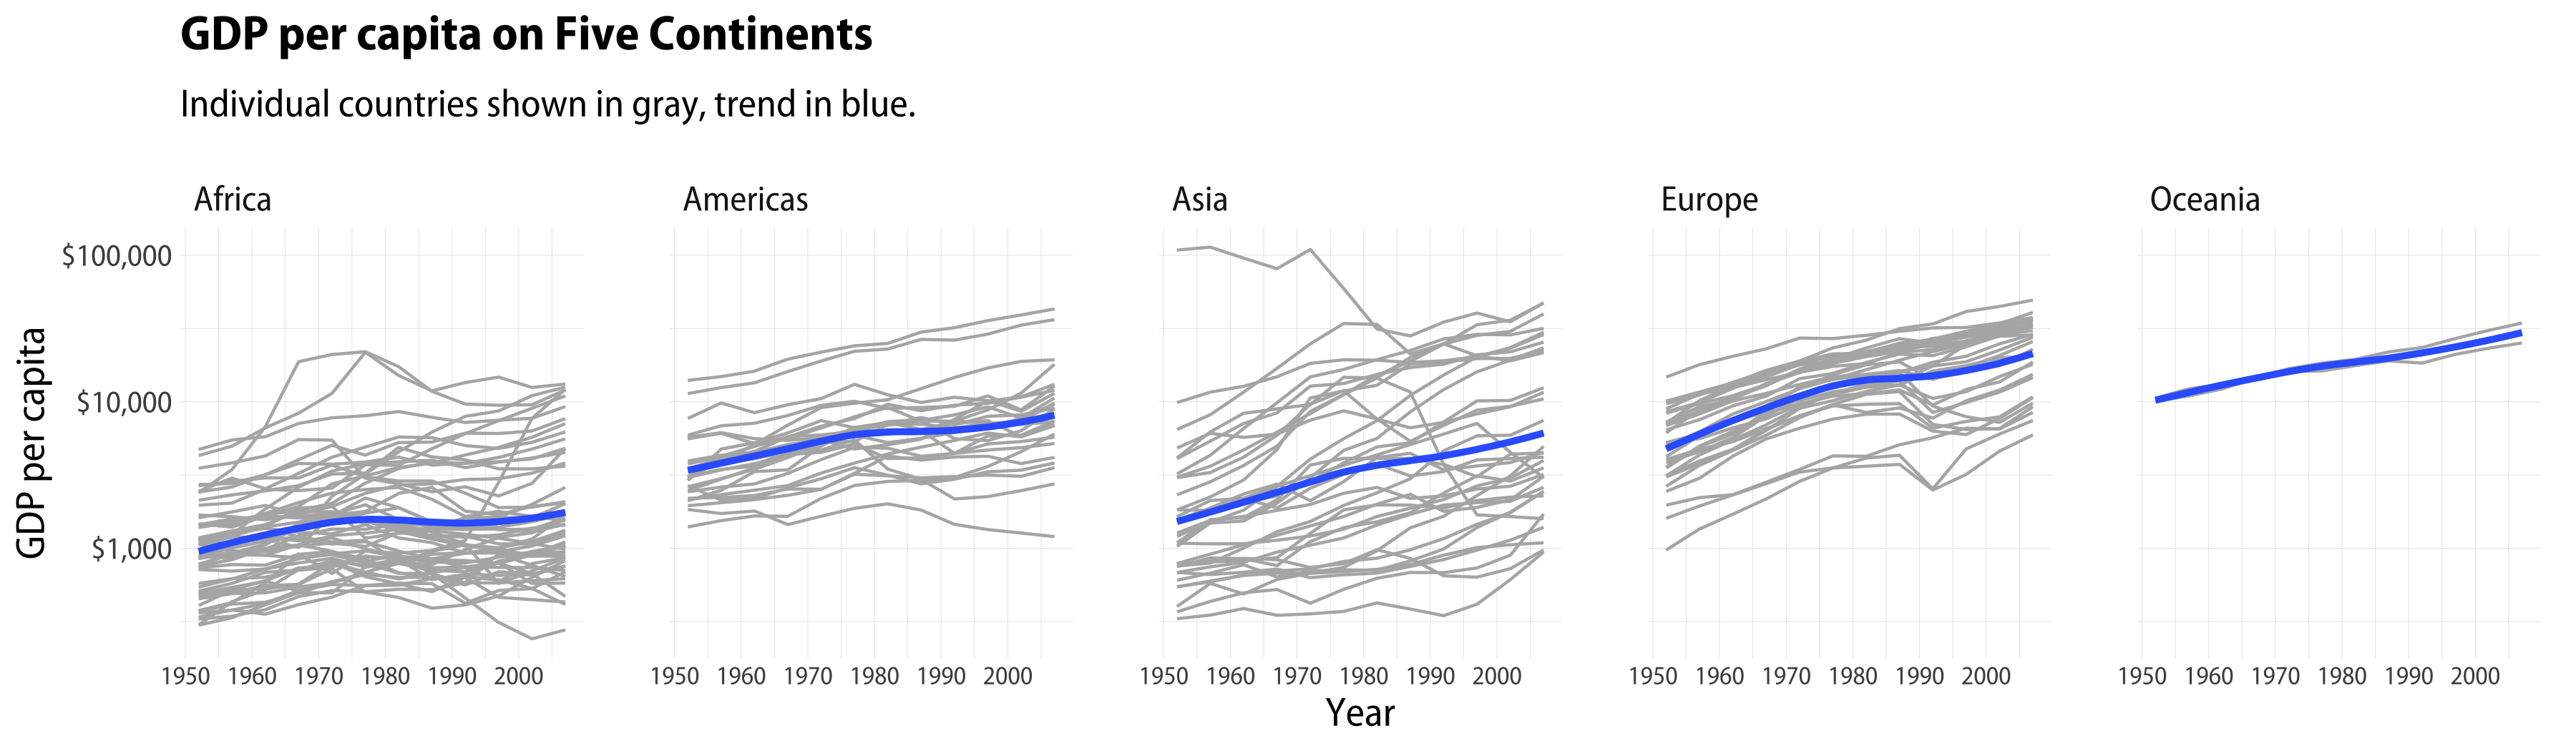 GDP per capita on Five Continents
Individual countries shown in gray, trend in blue.
Africa
Americas
Asia
Europe
Oceania
GDP per capita
$100,000
$10,000
$1,000
1950 1960 1970 1980 1990 2000
1950 1960 1970 1980 1990 2000
1950 1960 1970 1980 1990 2000
1950 1960 1970 1980 1990 2000
1950 1960 1970 1980 1990 2000
Year